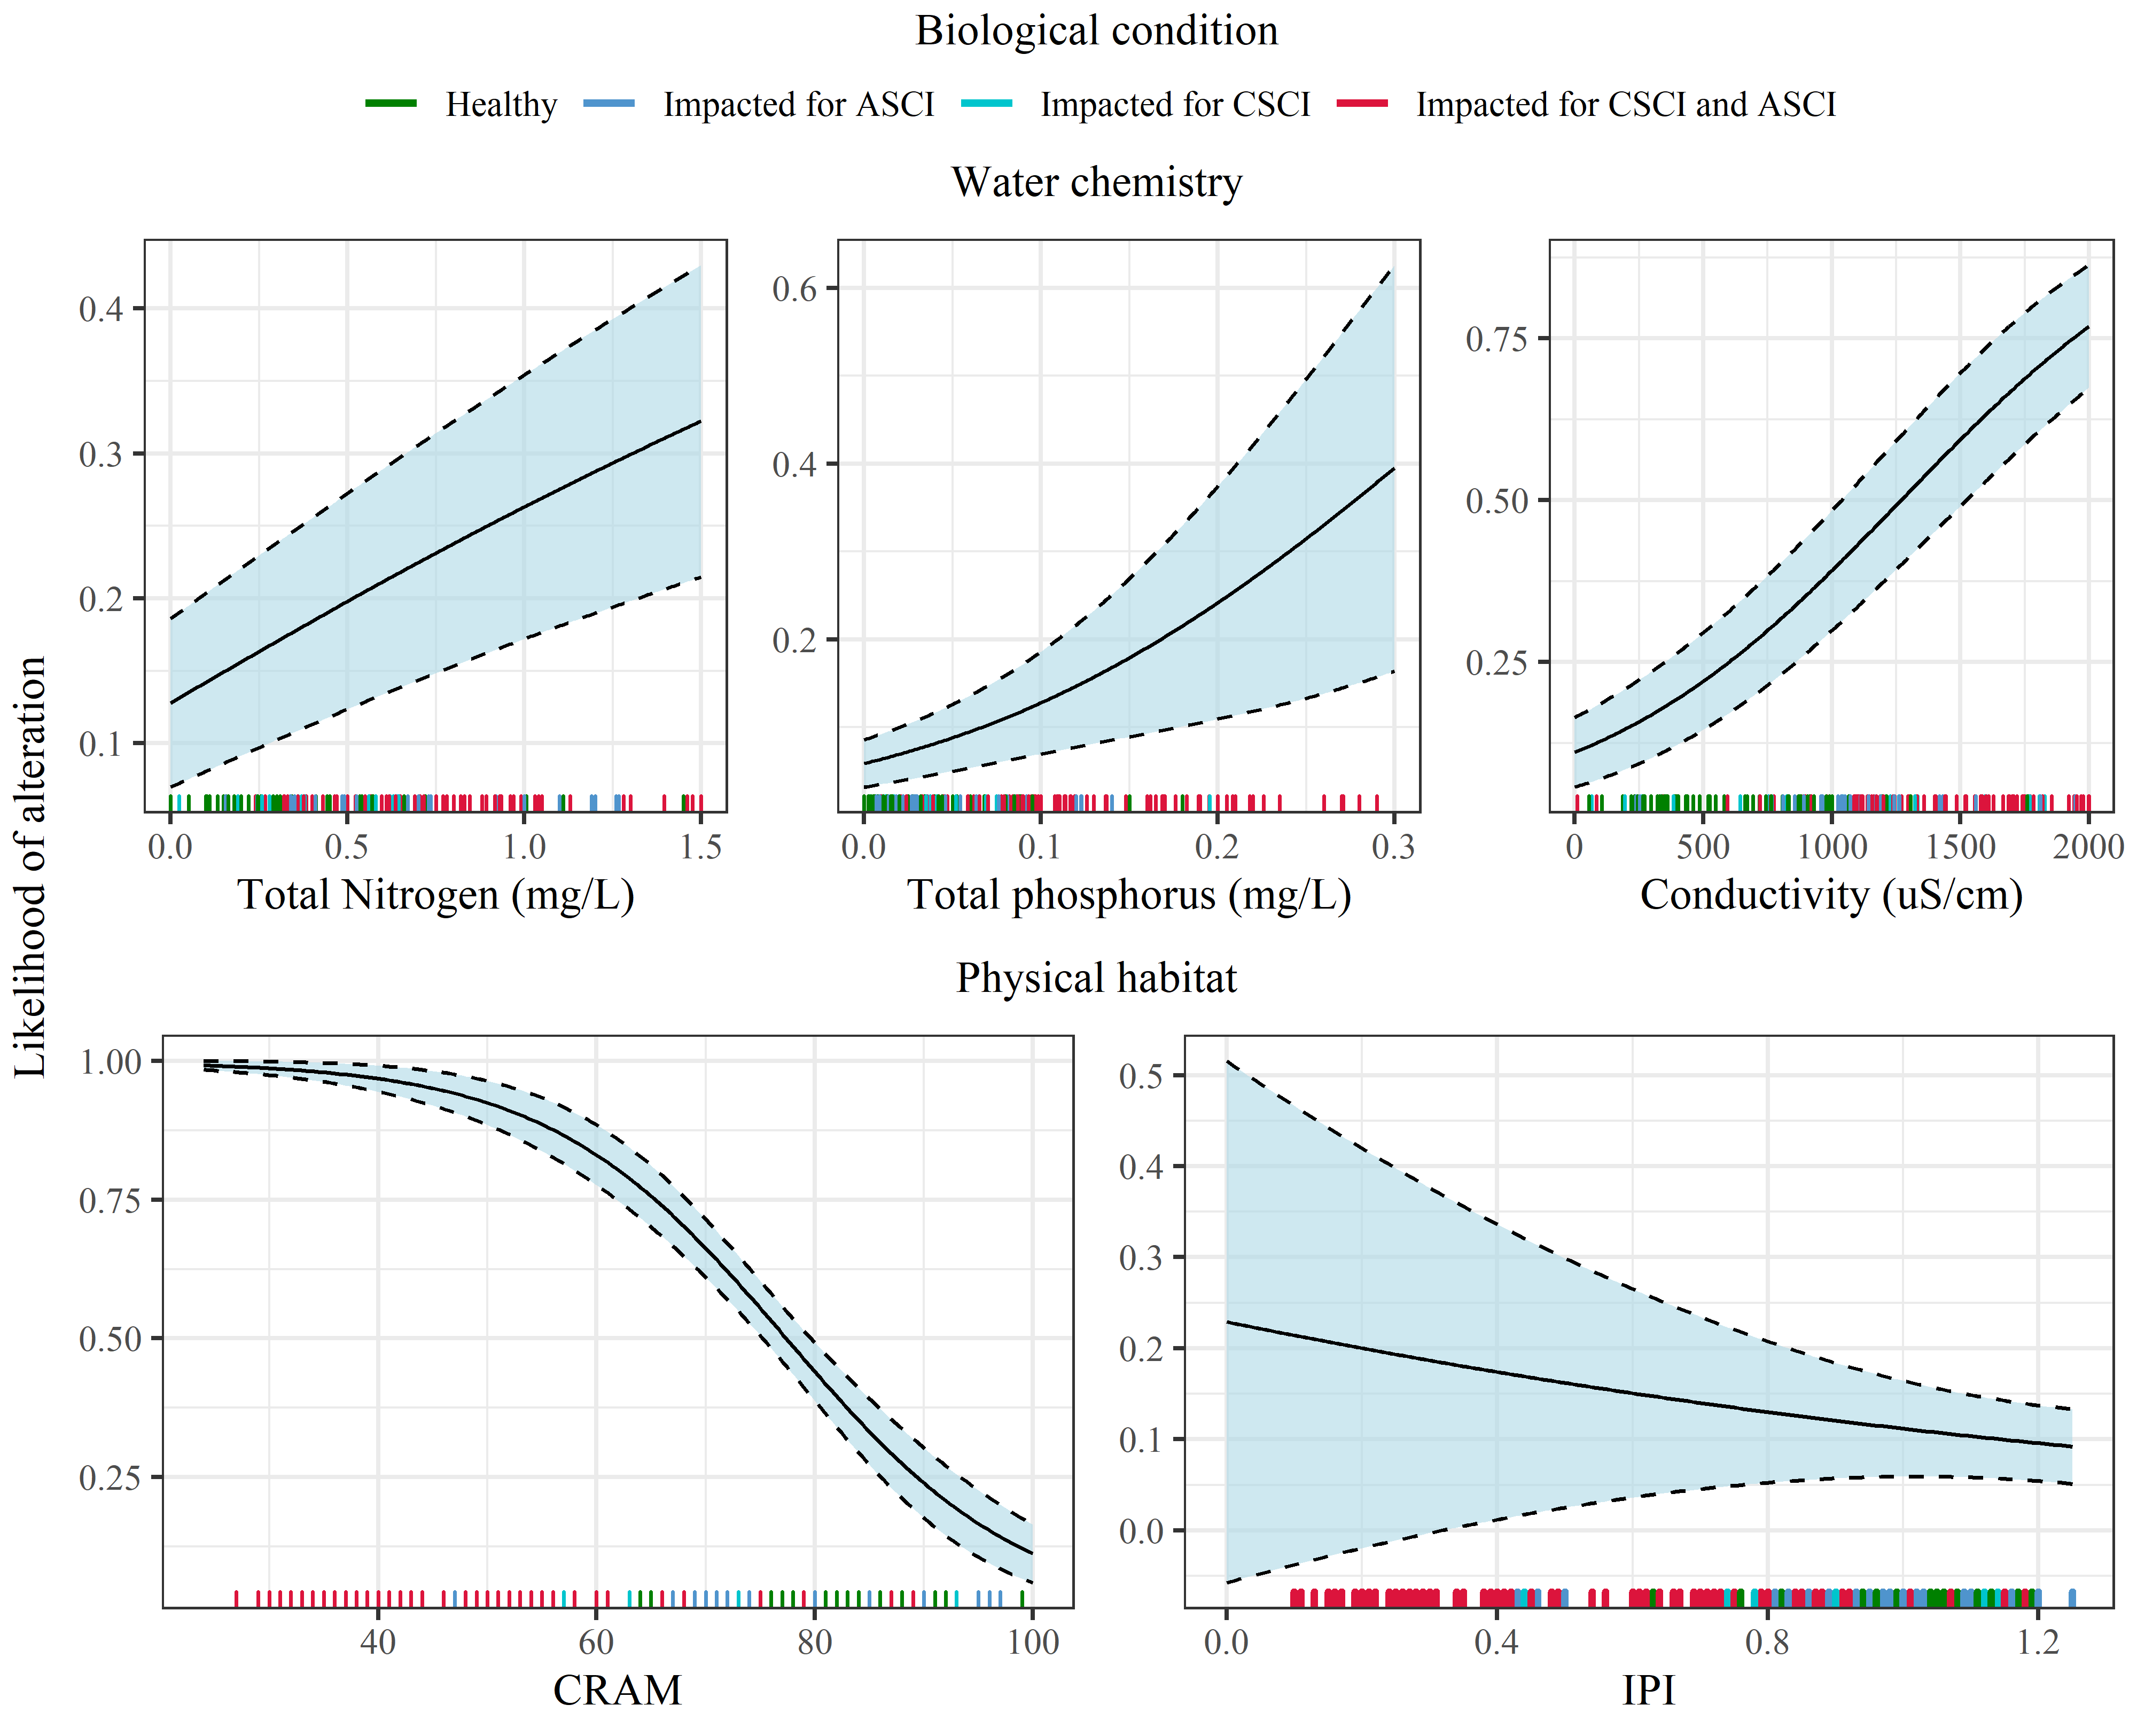 Biological condition
Healthy Impacted for ASCI Impacted for CSCI Impacted for CSCI and ASCI
Water chemistry
Likelihood of alteration
0.4
0.3
0.2
0.1
0.0 0.5 1.0 1.5
Total Nitrogen (mg/L)
0.6
0.4
0.2
0.0 0.1 0.2 0.3
Total phosphorus (mg/L)
0.75
0.50
0.25
0 500 1000 1500 2000
Conductivity (uS/cm)
Physical habitat
1.00
0.75
0.50
0.25
40 60 80 100
CRAM
0.5
0.4
0.3
0.2
0.1
0.0
0.0 0.4 0.8 1.2
IPI